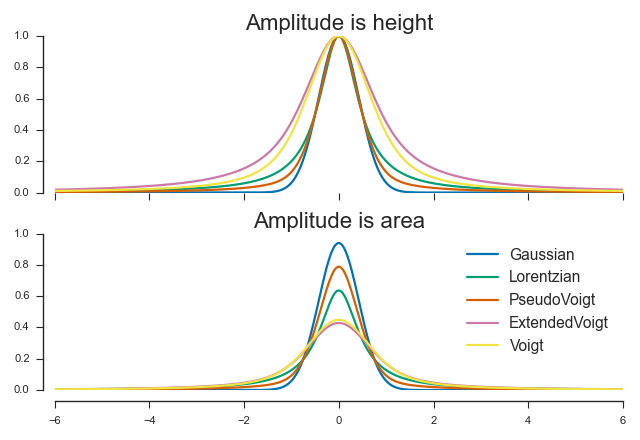 Amplitude is height
1.0
0.8
0.6
0.4
0.2
0.0
Amplitude is area
1.0
0.8
0.6
0.4
0.2
0.0
Gaussian
Lorentzian
PseudoVoigt
ExtendedVoigt
Voigt
−6 −4 −2 0 2 4 6